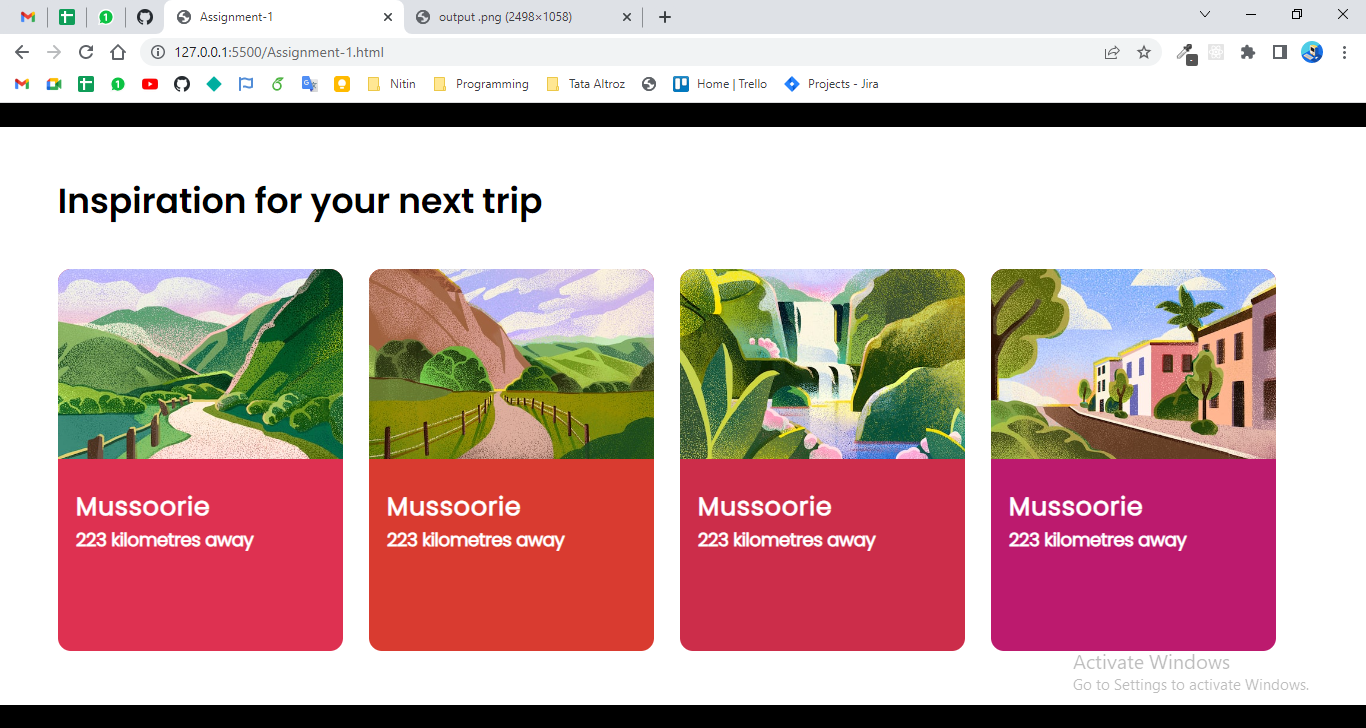 Assignment-1
output .png (2498×1058)
127.0.0.1:5500/Assignment-1.html
Nitin
Programming
Tata Altroz
Home | Trello
Projects - Jira
Inspiration for your next trip
Mussoorie
223 kilometres away
Mussoorie
223 kilometres away
Mussoorie
223 kilometres away
Mussoorie
223 kilometres away
Activate Windows
Go to Settings to activate Windows.